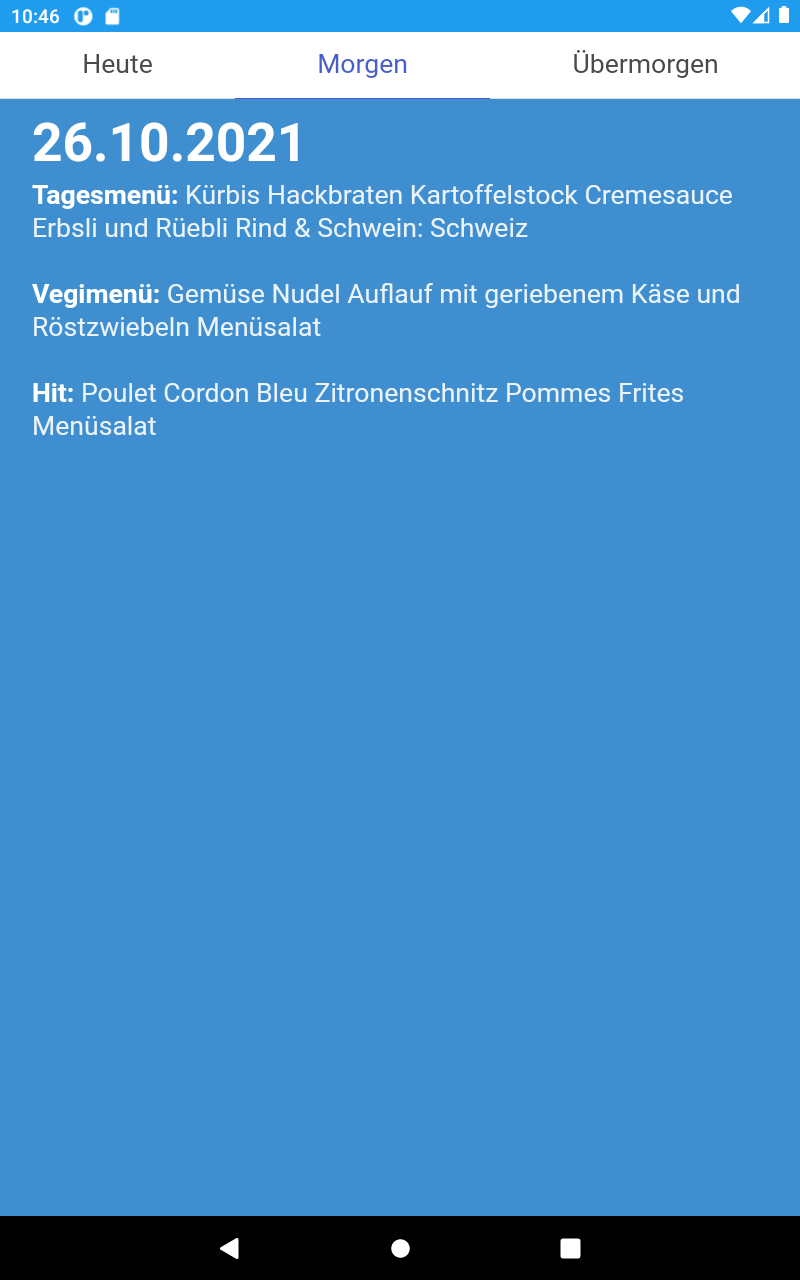 10:46
Heute Morgen Übermorgen
26.10.2021
Tagesmenü: Kürbis Hackbraten Kartoffelstock Cremesauce
Erbsli und Rüebli Rind & Schwein: Schweiz
Vegimenü: Gemüse Nudel Auflauf mit geriebenem Käse und
Röstzwiebeln Menüsalat
Hit: Poulet Cordon Bleu Zitronenschnitz Pommes Frites
Menüsalat